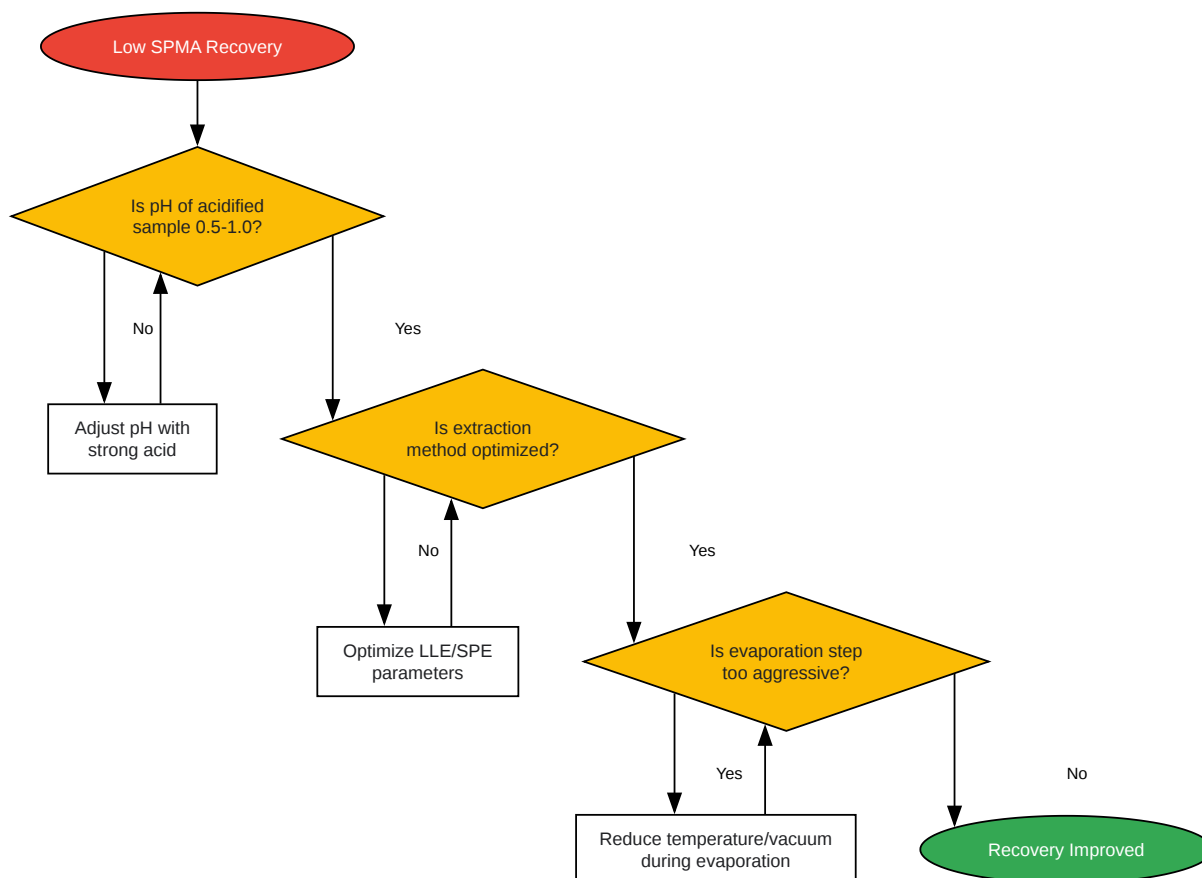 Low SPMA Recovery
Is pH of acidified
sample 0.5-1.0?
No
Yes
Adjust pH with
strong acid
Is extraction
method optimized?
No
Yes
Optimize LLE/SPE
parameters
Is evaporation step
too aggressive?
Yes
No
Reduce temperature/vacuum
during evaporation
Recovery Improved